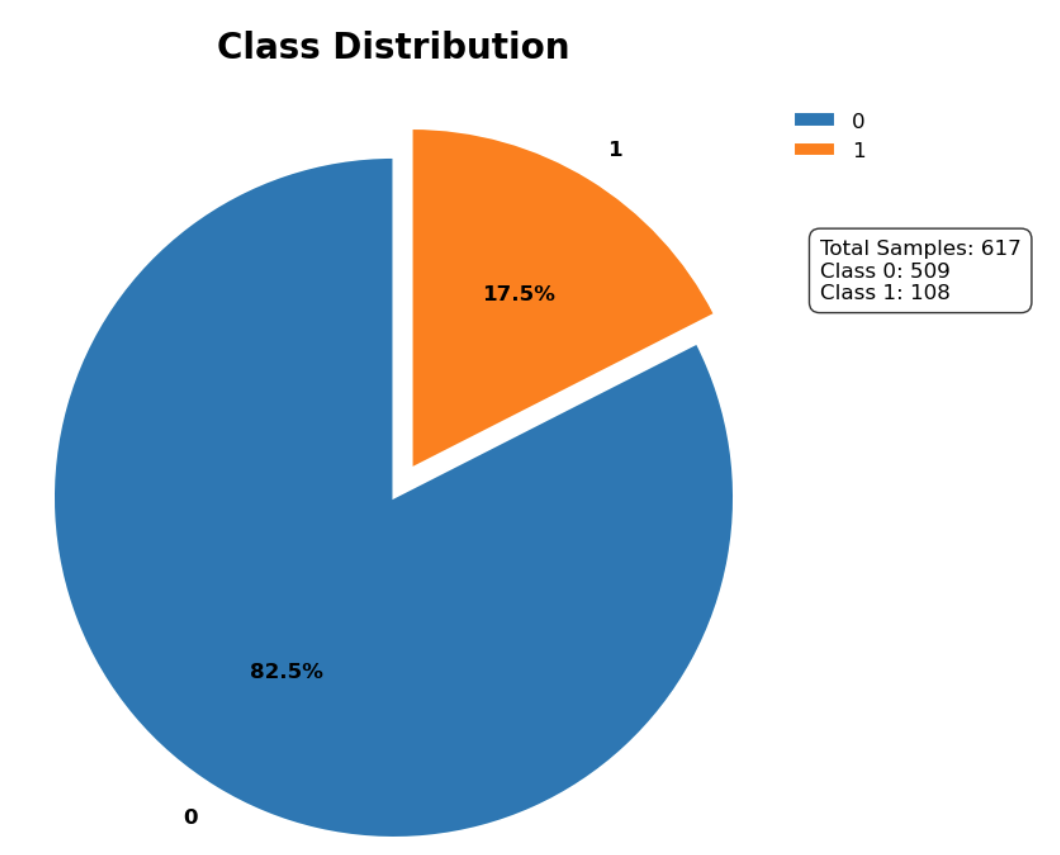 Class Distribution
0
1
1
Total Samples: 617
Class 0: 509
Class 1: 108
17.5%
82.5%
0